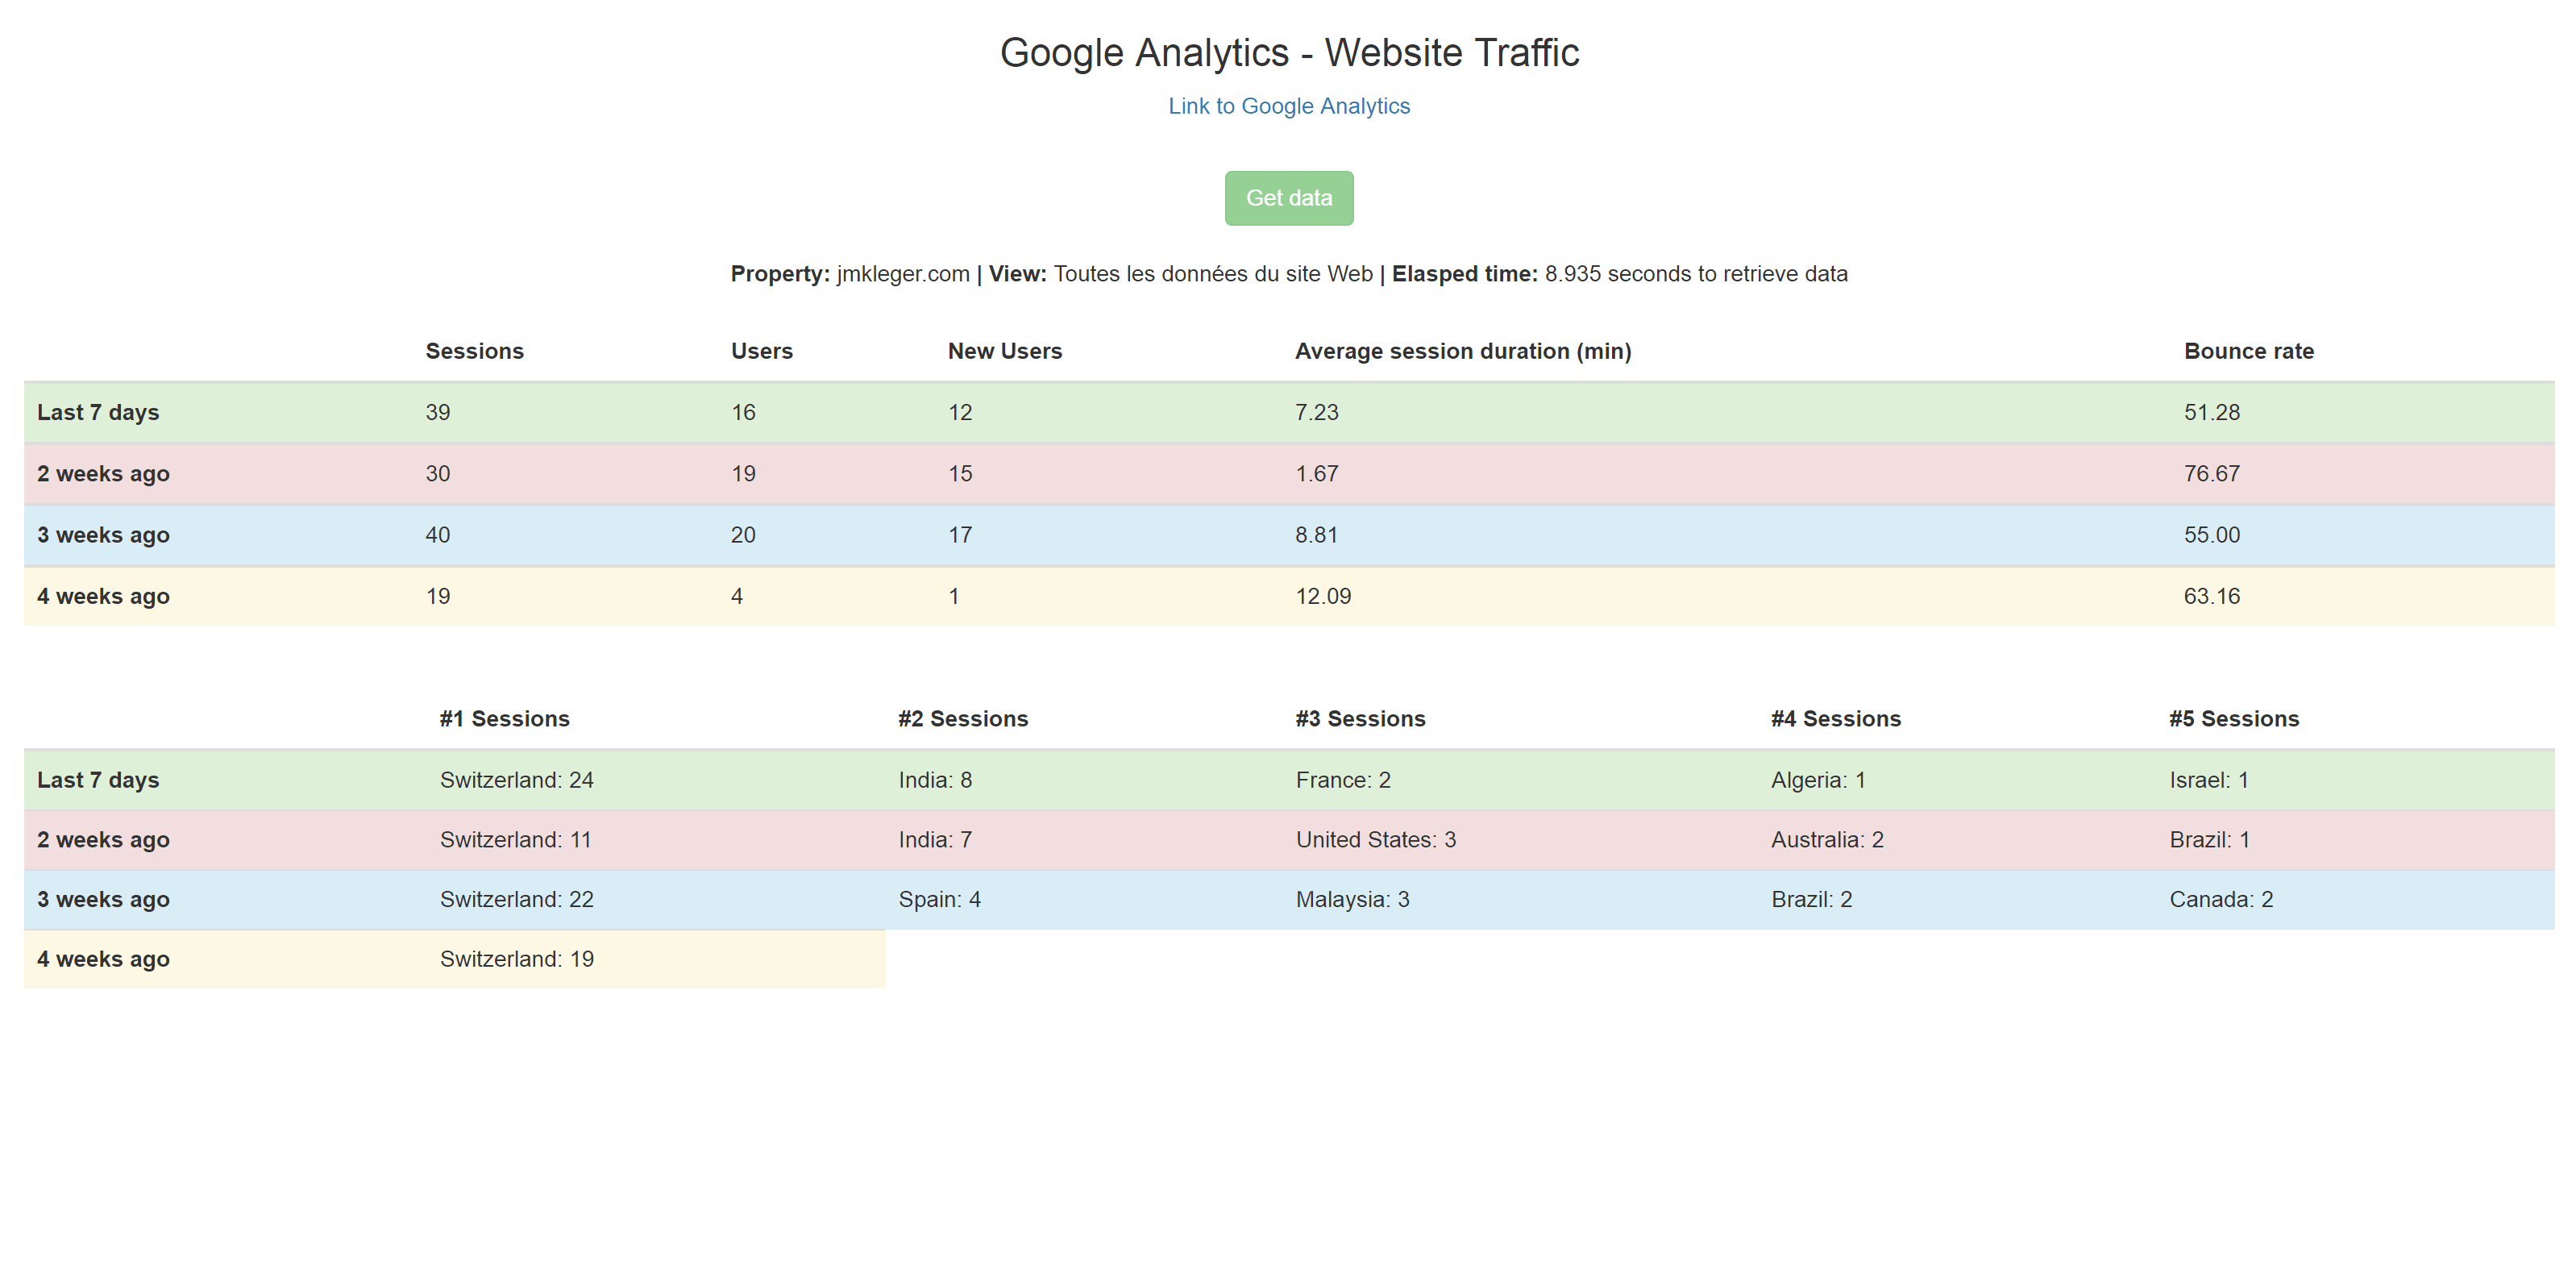 Google Analytics - Website Traffic
Link to Google Analytics
Get data
Property: jmkleger.com | View: Toutes les données du site Web | Elasped time: 8.935 seconds to retrieve data
Sessions Users New Users Average session duration (min) Bounce rate
Last 7 days 39 16 12 7.23 51.28
2 weeks ago 30 19 15 1.67 76.67
3 weeks ago 40 20 17 8.81 55.00
4 weeks ago 19 4 1 12.09 63.16
#1 Sessions #2 Sessions #3 Sessions #4 Sessions #5 Sessions
Last 7 days Switzerland: 24 India: 8 France: 2 Algeria: 1 Israel: 1
2 weeks ago Switzerland: 11 India: 7 United States: 3 Australia: 2 Brazil: 1
3 weeks ago Switzerland: 22 Spain: 4 Malaysia: 3 Brazil: 2 Canada: 2
4 weeks ago Switzerland: 19